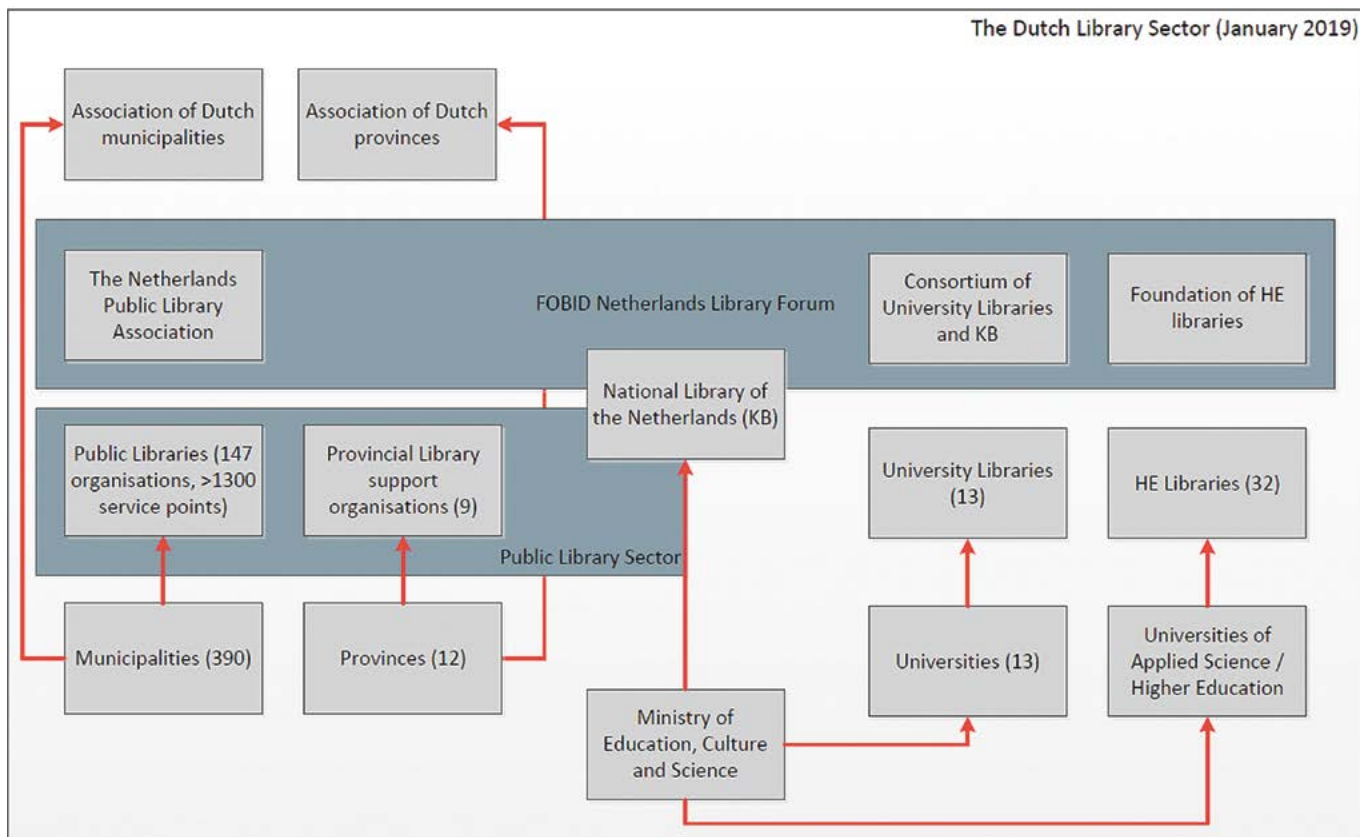 The Dutch Library Sector (January 2019)
Association of Dutch
municipalities
Association of Dutch
provinces
The Netherlands
Public Library
Association
FOBID Netherlands Library Forum
Consortium of
University Libraries
and KB
Foundation of HE
libraries
National Library of
the Netherlands (KB)
Public Libraries (147
organisations, >1300
service points)
Provincial Library
support
organisations (9)
University Libraries
(13)
HE Libraries (32)
Public Library Sector
Municipalities (390)
Provinces (12)
Universities (13)
Universities of
Applied Science /
Higher Education
Ministry of
Education, Culture
and Science